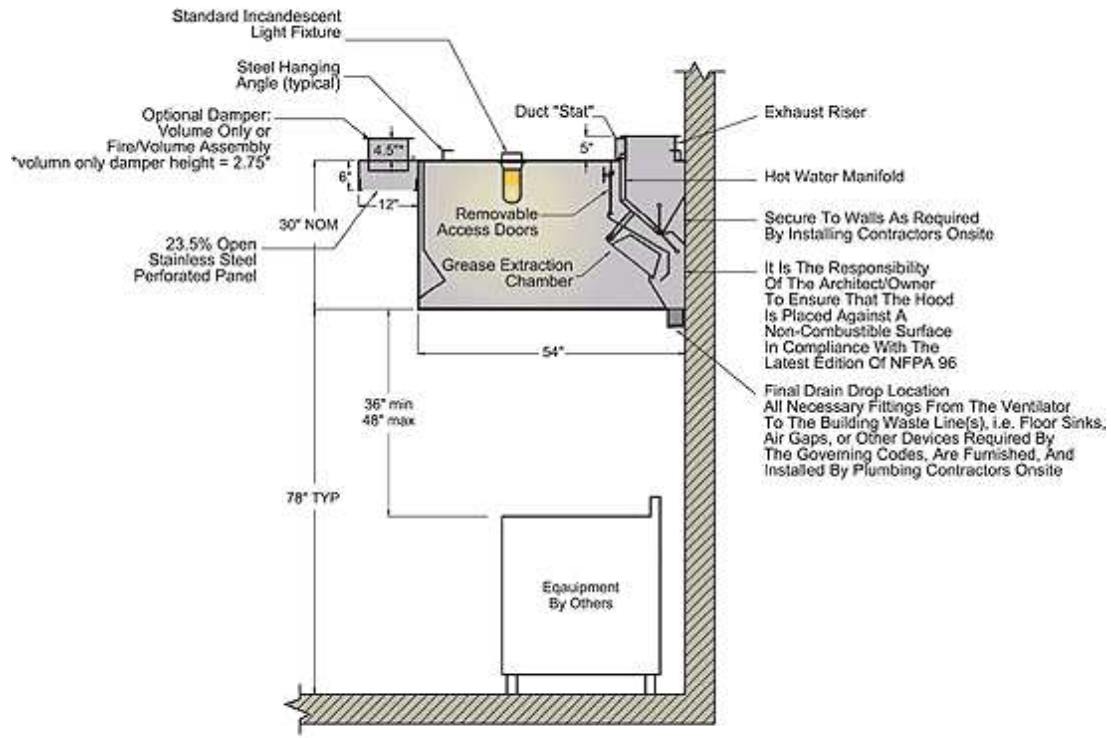 Standard Incandescent
Light Fixture
Steel Hanging
Angle (typical)
Optional Damper:
Volume Only or
Fire/Volume Assembly
*volumn only damper height = 2.75"
4.5"*
6"
12"
30" NOM
23.5% Open
Stainless Steel
Perforated Panel
Duct "Stat"
5"
Removable
Access Doors
Grease Extraction
Chamber
Exhaust Riser
Hot Water Manifold
Secure To Walls As Required
By Installing Contractors Onsite
It Is The Responsibility
Of The Architect/Owner
To Ensure That The Hood
Is Placed Against A
Non-Combustible Surface
In Compliance With The
Latest Edition Of NFPA 96
Final Drain Drop Location
All Necessary Fittings From The Ventilator
To The Building Waste Line(s), i.e. Floor Sinks,
Air Gaps, or Other Devices Required By
The Governing Codes, Are Furnished, And
Installed By Plumbing Contractors Onsite
54"
36" min
48" max
78" TYP
Eqauipment
By Others